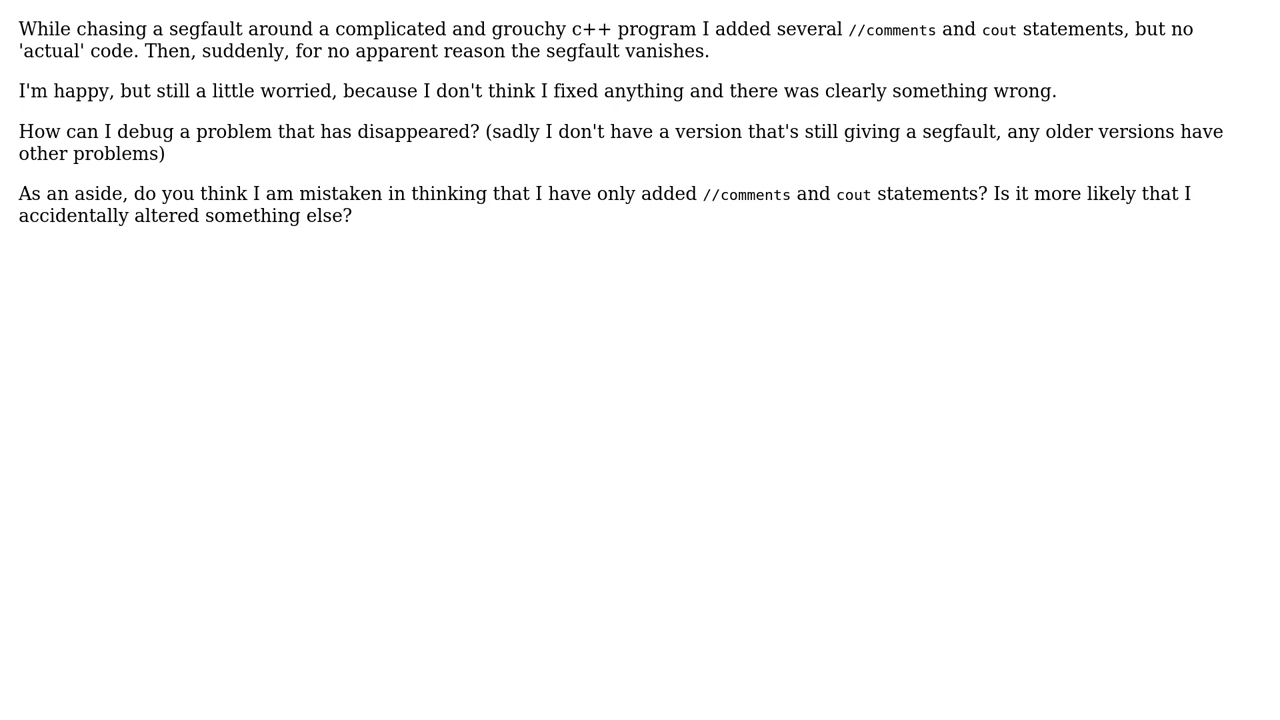 While chasing a segfault around a complicated and grouchy c++ program I added several //comments and cout statements, but no
'actual' code. Then, suddenly, for no apparent reason the segfault vanishes.
I'm happy, but still a little worried, because I don't think I fixed anything and there was clearly something wrong.
How can I debug a problem that has disappeared? (sadly I don't have a version that's still giving a segfault, any older versions have
other problems)
As an aside, do you think I am mistaken in thinking that I have only added //comments and cout statements? Is it more likely that I
accidentally altered something else?